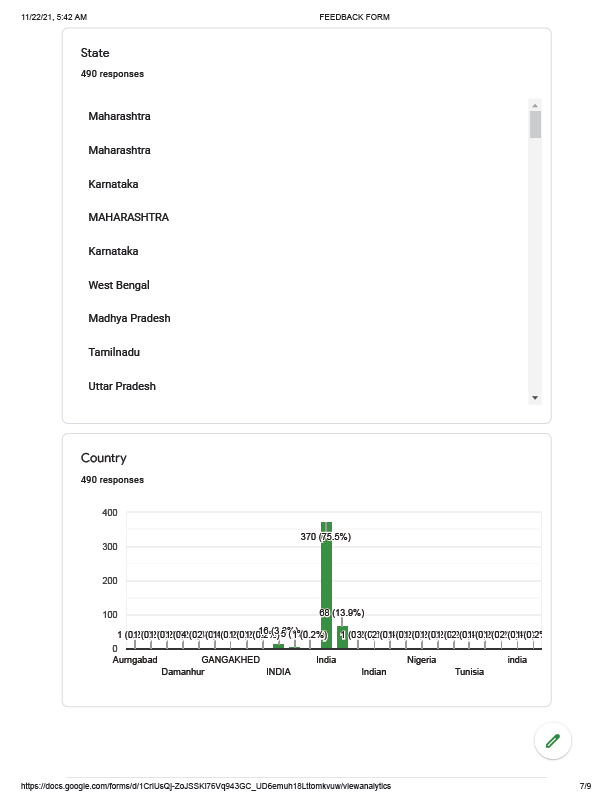 11/22/21, 5:42 AM FEEDBACK FORM
State
490 responses
Maharashtra
Maharashtra
Karnataka
MAHARASHTRA
Karnataka
West Bengal
Madhya Pradesh
Tamilnadu
Uttar Pradesh
Country
490 responses
400
300
200
100
0
370 (75.5%)
68 (13.9%)
Aurngabad GANGAKHED India Nigeria india
Damanhur INDIA Indian Tunisia
https://docs.google.com/forms/d/1CrIUsQj-ZoJSSKl76Vq943GC_UD6emuh18Lttomkvuw/viewanalytics 7/9